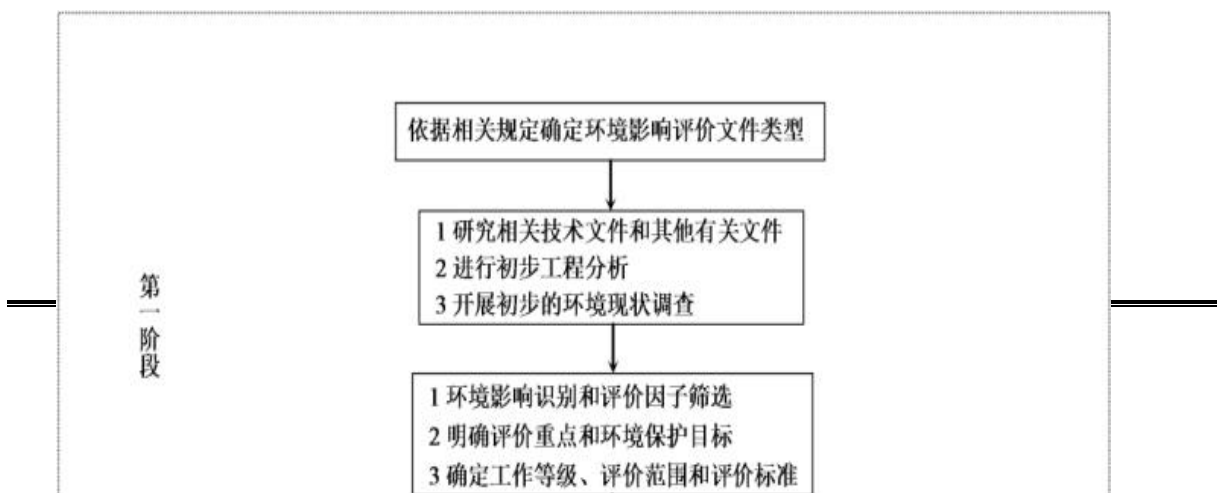 依据相关规定确定环境影响评价文件类型
1 研究相关技术文件和其他有关文件
2 进行初步工程分析
3 开展初步的环境现状调查
第一阶段
1 环境影响识别和评价因子筛选
2 明确评价重点和环境保护目标
3 确定工作等级、评价范围和评价标准